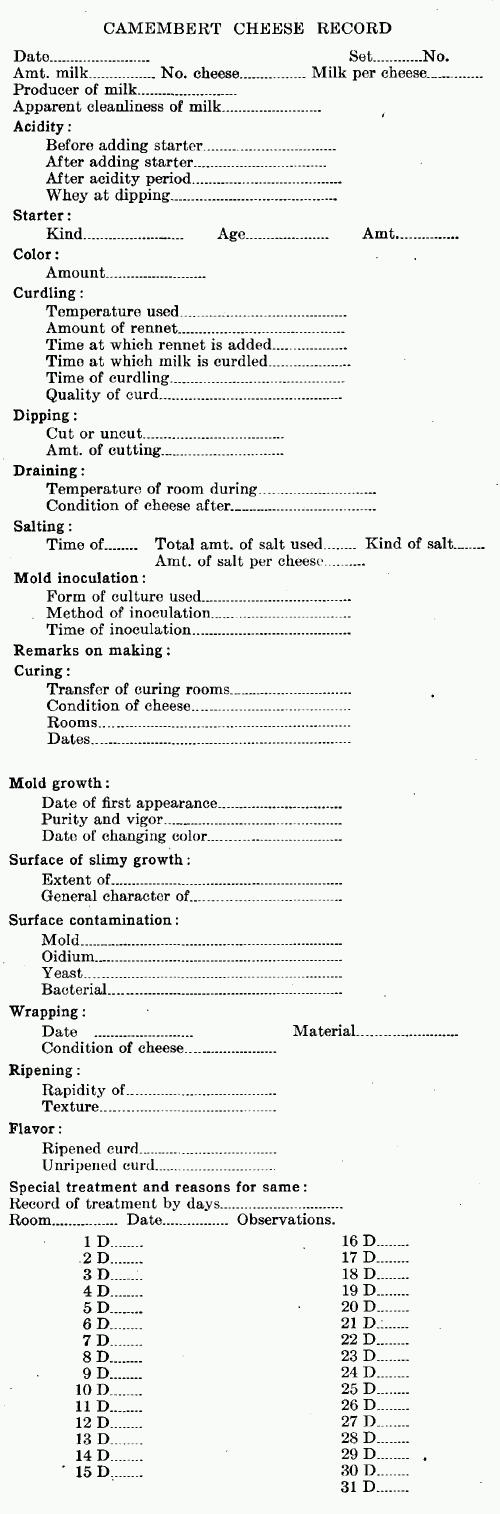 CAMEMBERT CHEESE RECORD
Date.................... Set..........No.
Amt. milk............. No. cheese............. Milk per cheese...........
Producer of milk....................
Apparent cleanliness of milk....................
Acidity:
Before adding starter..........................
After adding starter..........................
After acidity period..............................
Whey at dipping.................................
Starter:
Kind.................... Age................ Amt.............
Color:
Amount....................
Curdling:
Temperature used.................................
Amount of rennet.................................
Time at which rennet is added...............
Time at which milk is curdled................
Time of curdling..................................
Quality of curd....................................
Dipping:
Cut or uncut............................
Amt. of cutting........................
Draining:
Temperature of room during.......................
Condition of cheese after............................
Salting:
Time of....... Total amt. of salt used....... Kind of salt.......
Amt. of salt per cheese........
Mold inoculation:
Form of culture used..............................
Method of inoculation............................
Time of inoculation................................
Remarks on making:
Curing:
Transfer of curing rooms........................
Condition of cheese................................
Rooms..................................................
Dates....................................................
Mold growth:
Date of first appearance.........................
Purity and vigor...................................
Date of changing color...........................
Surface of slimy growth:
Extent of..............................................
General character of..............................
Surface contamination:
Mold....................................................
Oidium.................................................
Yeast...................................................
Bacterial..............................................
Wrapping:
Date .................... Material....................
Condition of cheese..................
Ripening:
Rapidity of..............................
Texture...................................
Flavor:
Ripened curd...........................
Unripened curd........................
Special treatment and reasons for same:
Record of treatment by days........................
Room............. Date............. Observations.
1 D....... 16 D.......
2 D....... 17 D.......
3 D....... 18 D.......
4 D....... 19 D.......
5 D....... 20 D.......
6 D....... 21 D.......
7 D....... 22 D.......
8 D....... 23 D.......
9 D....... 24 D.......
10 D....... 25 D.......
11 D....... 26 D.......
12 D....... 27 D.......
13 D....... 28 D.......
14 D....... 29 D.......
15 D....... 30 D.......
31 D.......